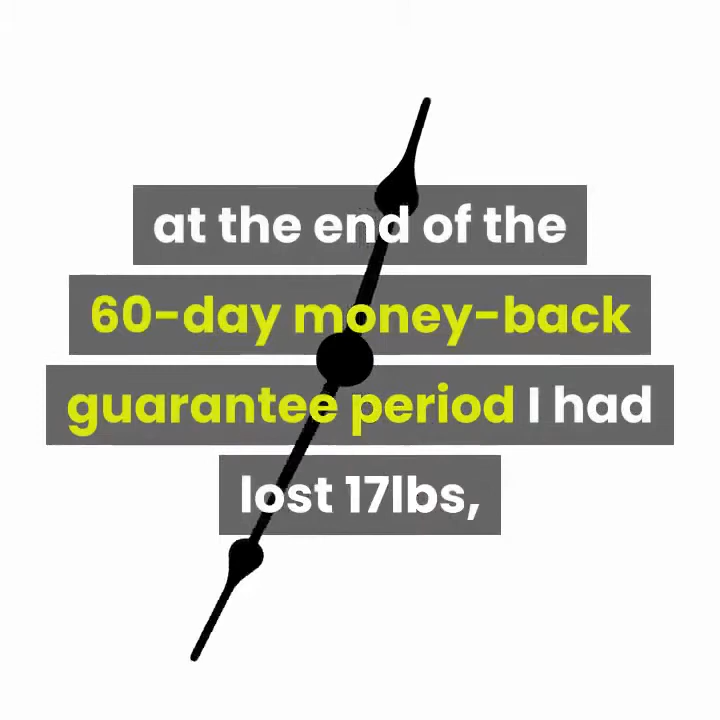 at the end of the
60-day money-back
guarantee period I had
lost 17lbs,